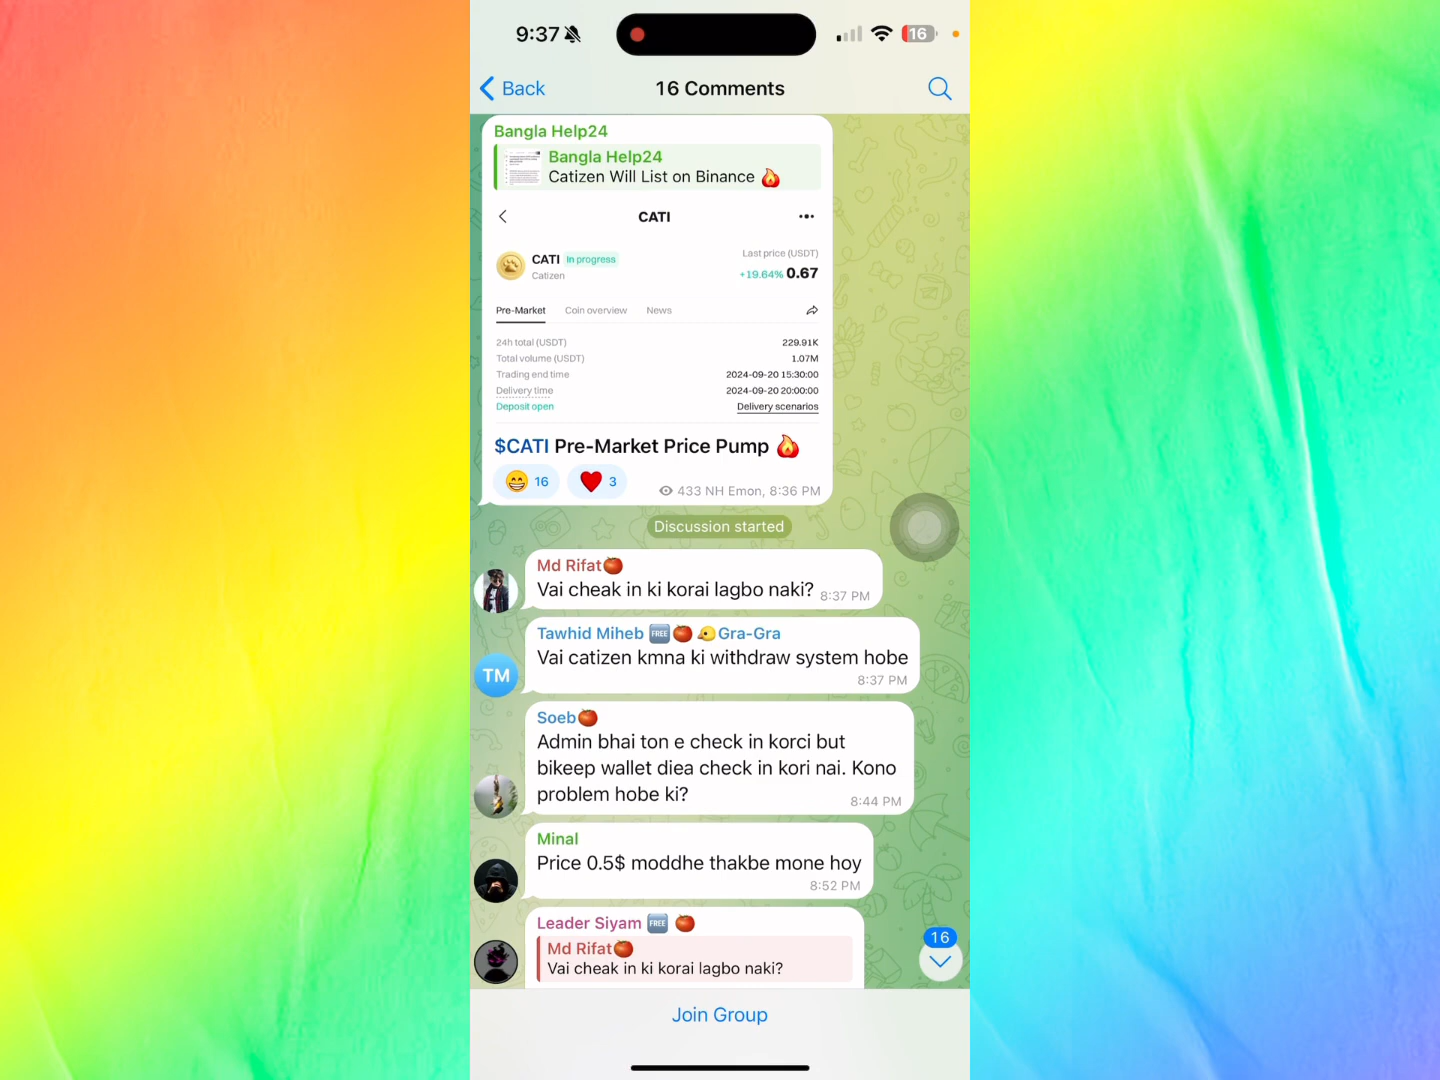 9:37
16
Back
16 Comments
Bangla Help24
Bangla Help24
Catizen Will List on Binance 🔥
CATI
CATI In progress
Catizen
Last price (USDT)
+19.64% 0.67
Pre-Market Coin overview News
24h total (USDT) 229.91K
Total volume (USDT) 1.07M
Trading end time 2024-09-20 15:30:00
Delivery time 2024-09-20 20:00:00
Deposit open Delivery scenarios
$CATI Pre-Market Price Pump 🔥
😁 16 ❤️ 3 433 NH Emon, 8:36 PM
Discussion started
Md Rifat🍅
Vai cheak in ki korai lagbo naki? 8:37 PM
Tawhid Miheb 🆓 🍅 Gra-Gra
TM
Vai catizen kmna ki withdraw system hobe
8:37 PM
Soeb🍅
Admin bhai ton e check in korci but
bikeep wallet diea check in kori nai. Kono
problem hobe ki? 8:44 PM
Minal
Price 0.5$ moddhe thakbe mone hoy
8:52 PM
Leader Siyam 🆓 🍅
Md Rifat🍅
Vai cheak in ki korai lagbo naki?
16
Join Group